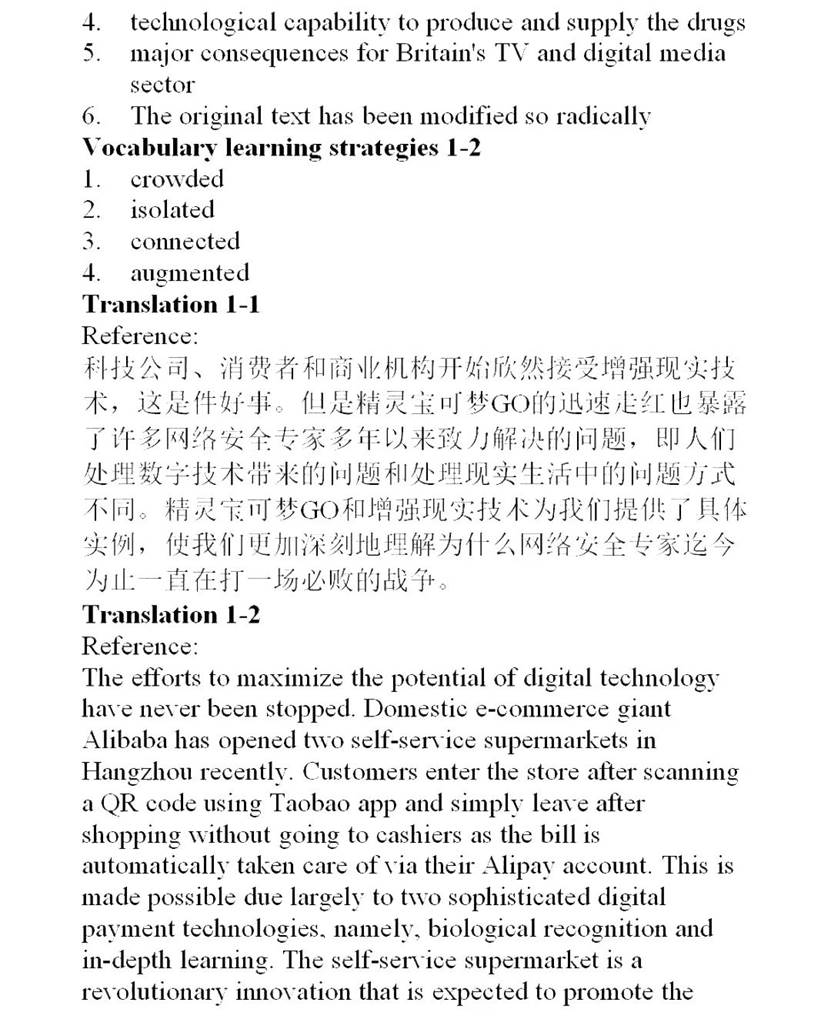 4. technological capability to produce and supply the drugs
5. major consequences for Britain's TV and digital media
sector
6. The original text has been modified so radically
Vocabulary learning strategies 1-2
1. crowded
2. isolated
3. connected
4. augmented
Translation 1-1
Reference:
科技公司、消费者和商业机构开始欣然接受增强现实技
术，这是件好事。但是精灵宝可梦GO的迅速走红也暴露
了许多网络安全专家多年以来致力解决的问题，即人们
处理数字技术带来的问题和处理现实生活中的问题方式
不同。精灵宝可梦GO和增强现实技术为我们提供了具体
实例，使我们更加深刻地理解为什么网络安全专家迄今
为止一直在打一场必败的战争。
Translation 1-2
Reference:
The efforts to maximize the potential of digital technology
have never been stopped. Domestic e-commerce giant
Alibaba has opened two self-service supermarkets in
Hangzhou recently. Customers enter the store after scanning
a QR code using Taobao app and simply leave after
shopping without going to cashiers as the bill is
automatically taken care of via their Alipay account. This is
made possible due largely to two sophisticated digital
payment technologies, namely, biological recognition and
in-depth learning. The self-service supermarket is a
revolutionary innovation that is expected to promote the